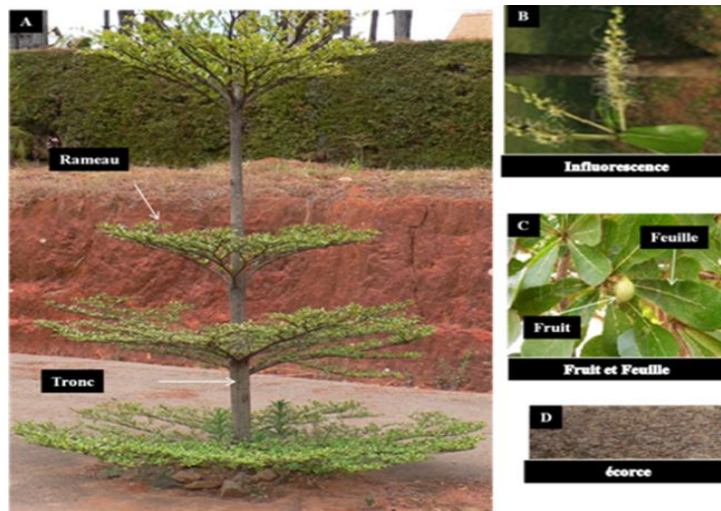 A
Rameau
Tronc
B
Influorescence
C
Feuille
Fruit
Fruit et Feuille
D
écorce